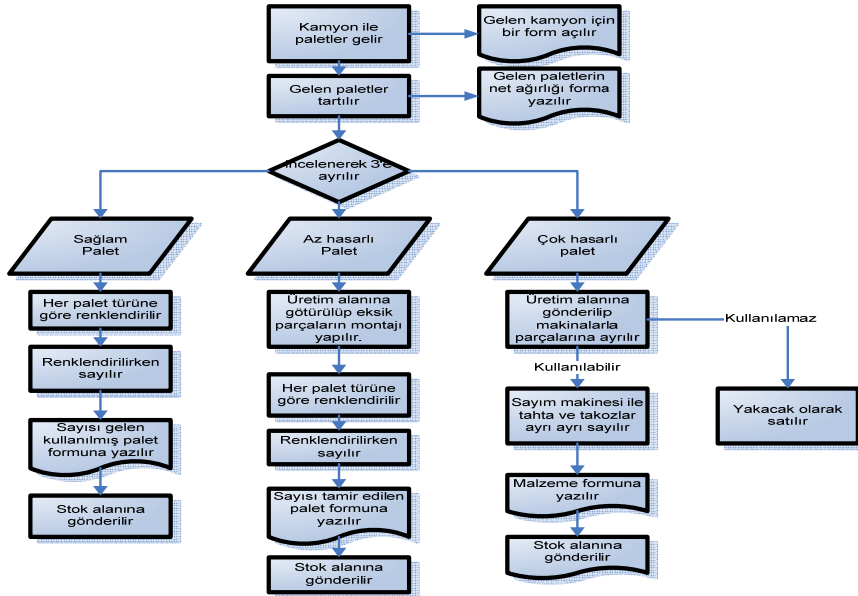 Kamyon ile
paletler gelir
Gelen kamyon için
bir form açılır
Gelen paletler
tartılır
Gelen paletlerin
net ağırlığı forma
yazılır
İncelenerek 3'e
ayrılır
Sağlam
Palet
Az hasarlı
Palet
Çok hasarlı
palet
Her palet türüne
göre renklendirilir
Renklendirilirken
sayılır
Sayısı gelen
kullanılmış palet
formuna yazılır
Stok alanına
gönderilir
Üretim alanına
götürülüp eksik
parçaların montajı
yapılır.
Her palet türüne
göre renklendirilir
Renklendirilirken
sayılır
Sayısı tamir edilen
palet formuna
yazılır
Stok alanına
gönderilir
Üretim alanına
gönderilip
makinalarla
parçalarına ayrılır
Kullanılamaz
Kullanılabilir
Sayım makinesi ile
tahta ve takozlar
ayrı ayrı sayılır
Yakacak olarak
satılır
Malzeme formuna
yazılır
Stok alanına
gönderilir